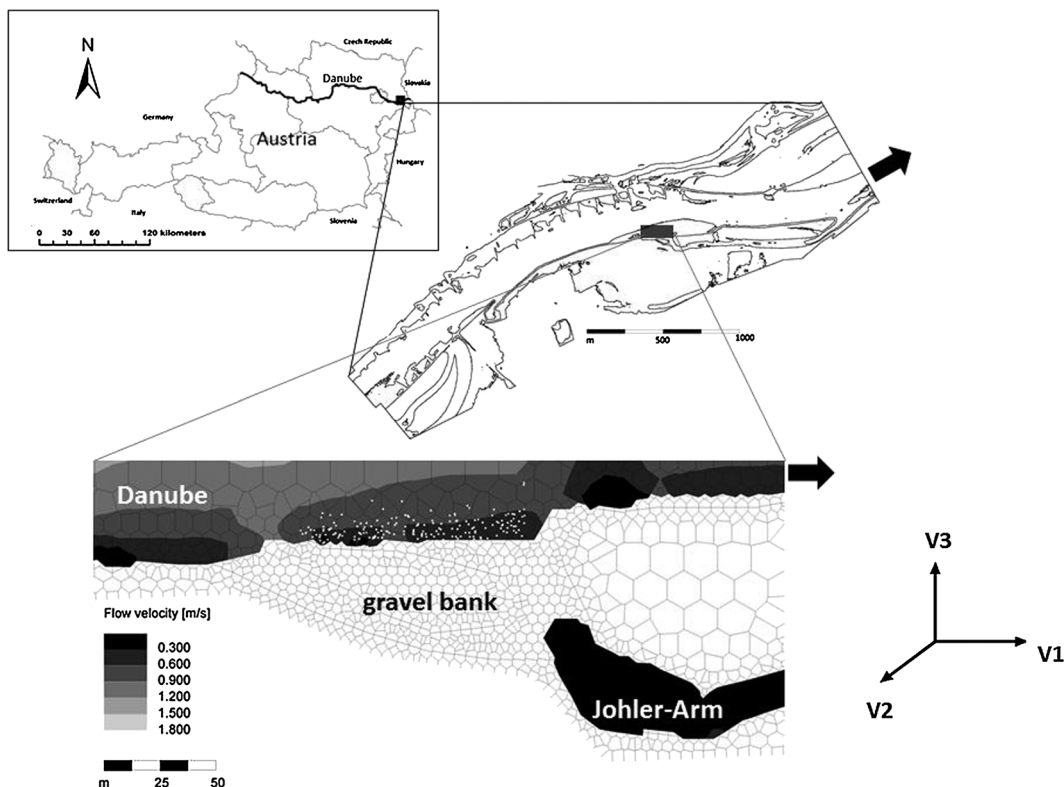 N
Czech Republic
Danube
Slovakia
Germany
Austria
Hungary
Switzerland
Italy
Slovenia
0 30 60 120 kilometers
m 500 1000
Danube
gravel bank
Johler-Arm
Flow velocity [m/s]
0.300
0.600
0.900
1.200
1.500
1.800
m 25 50
V3
V1
V2